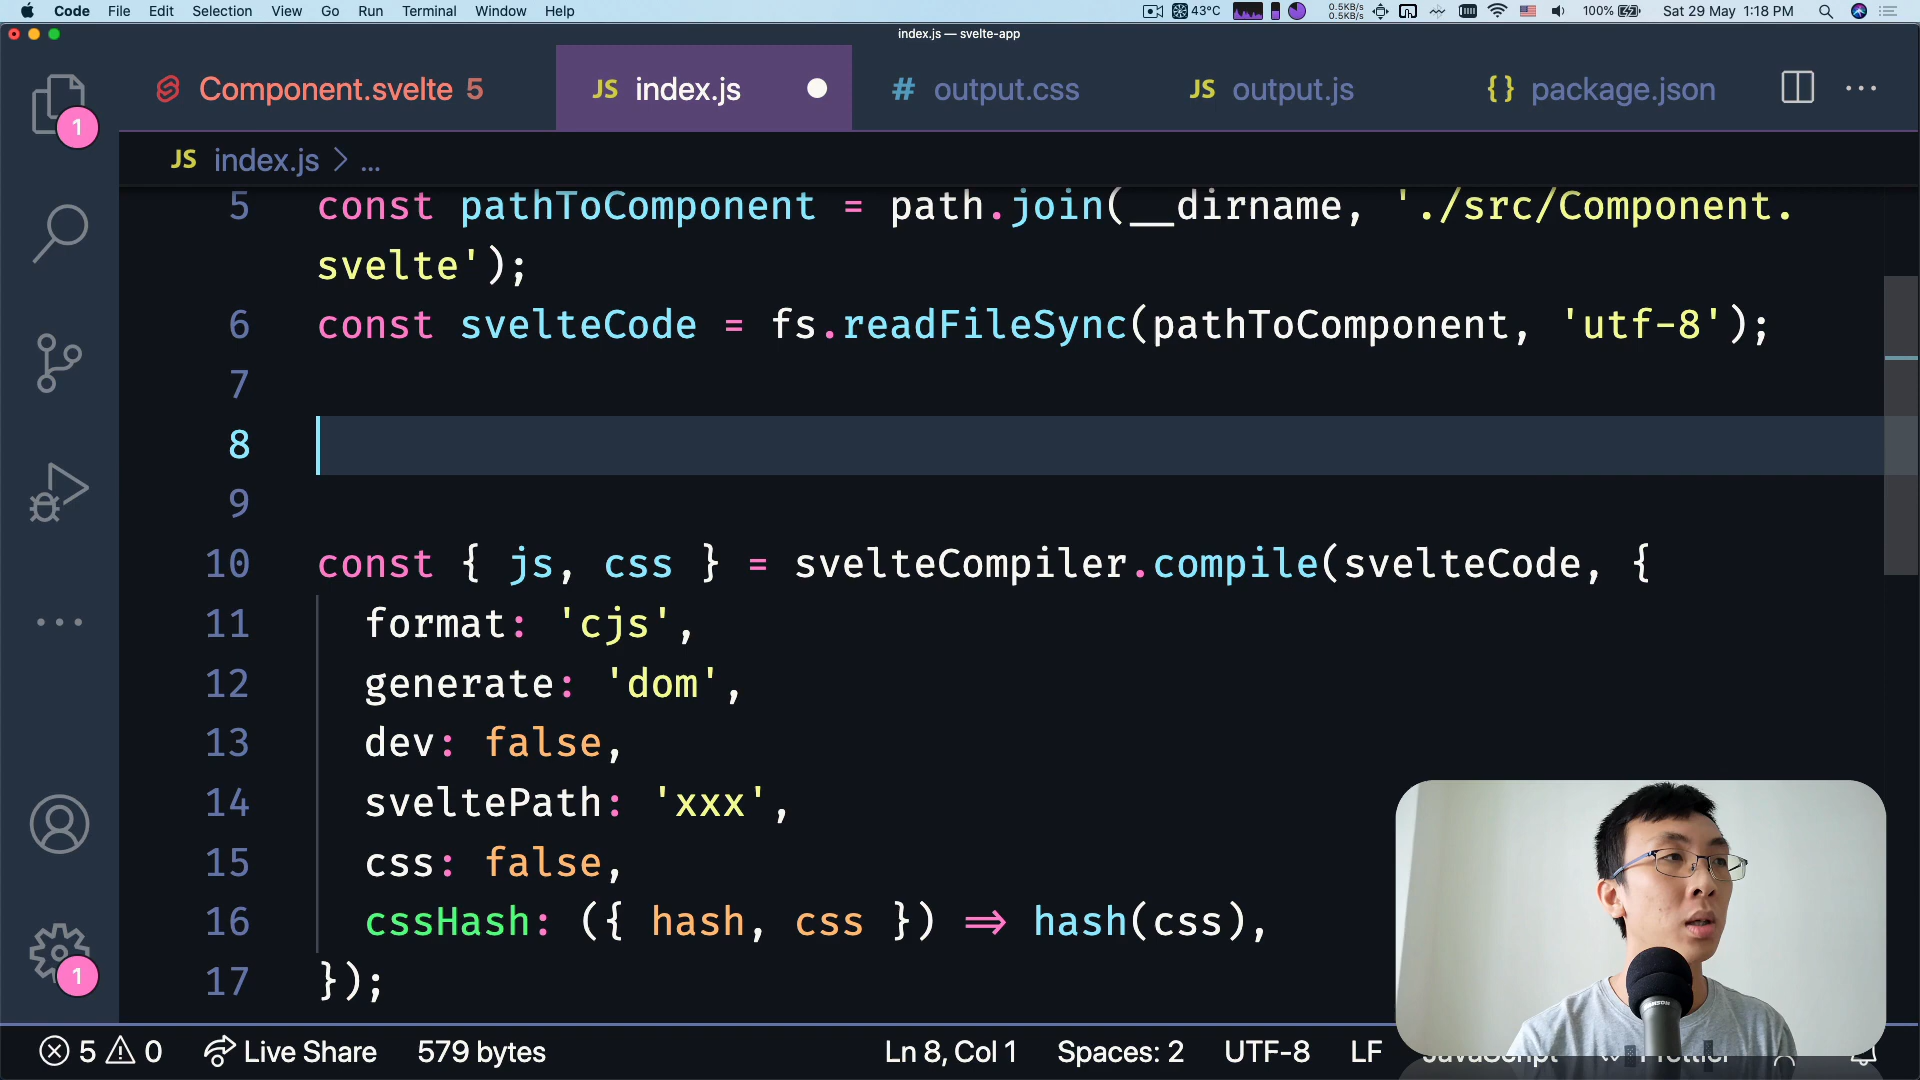 Code File Edit Selection View Go Run Terminal Window Help 43°C 0.5KB/s 0.5KB/s 100% Sat 29 May 1:18 PM
index.js — svelte-app
Component.svelte 5 JS index.js # output.css JS output.js {} package.json ...
JS index.js > ...
1
5 const pathToComponent = path.join(__dirname, './src/Component.
svelte');
6 const svelteCode = fs.readFileSync(pathToComponent, 'utf-8');
7
8
9
10 const { js, css } = svelteCompiler.compile(svelteCode, {
11 format: 'cjs',
12 generate: 'dom',
13 dev: false,
14 sveltePath: 'xxx',
15 css: false,
16 cssHash: ({ hash, css }) => hash(css),
17 });
1
5 0 Live Share 579 bytes Ln 8, Col 1 Spaces: 2 UTF-8 LF JavaScript Prettier